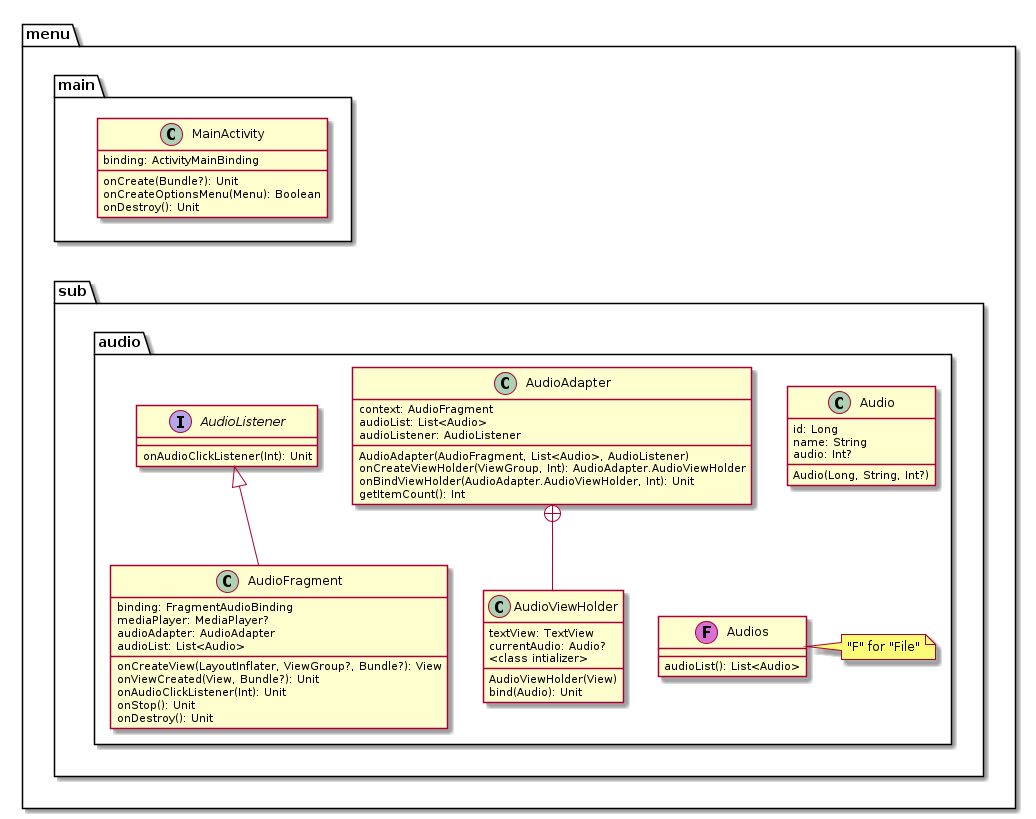 menu
main
C MainActivity
binding: ActivityMainBinding
onCreate(Bundle?): Unit
onCreateOptionsMenu(Menu): Boolean
onDestroy(): Unit
sub
audio
I AudioListener
onAudioClickListener(Int): Unit
C AudioAdapter
context: AudioFragment
audioList: List<Audio>
audioListener: AudioListener
AudioAdapter(AudioFragment, List<Audio>, AudioListener)
onCreateViewHolder(ViewGroup, Int): AudioAdapter.AudioViewHolder
onBindViewHolder(AudioAdapter.AudioViewHolder, Int): Unit
getItemCount(): Int
C Audio
id: Long
name: String
audio: Int?
Audio(Long, String, Int?)
C AudioFragment
binding: FragmentAudioBinding
mediaPlayer: MediaPlayer?
audioAdapter: AudioAdapter
audioList: List<Audio>
onCreateView(LayoutInflater, ViewGroup?, Bundle?): View
onViewCreated(View, Bundle?): Unit
onAudioClickListener(Int): Unit
onStop(): Unit
onDestroy(): Unit
C AudioViewHolder
textView: TextView
currentAudio: Audio?
<class intializer>
AudioViewHolder(View)
bind(Audio): Unit
F Audios
audioList(): List<Audio>
"F" for "File"